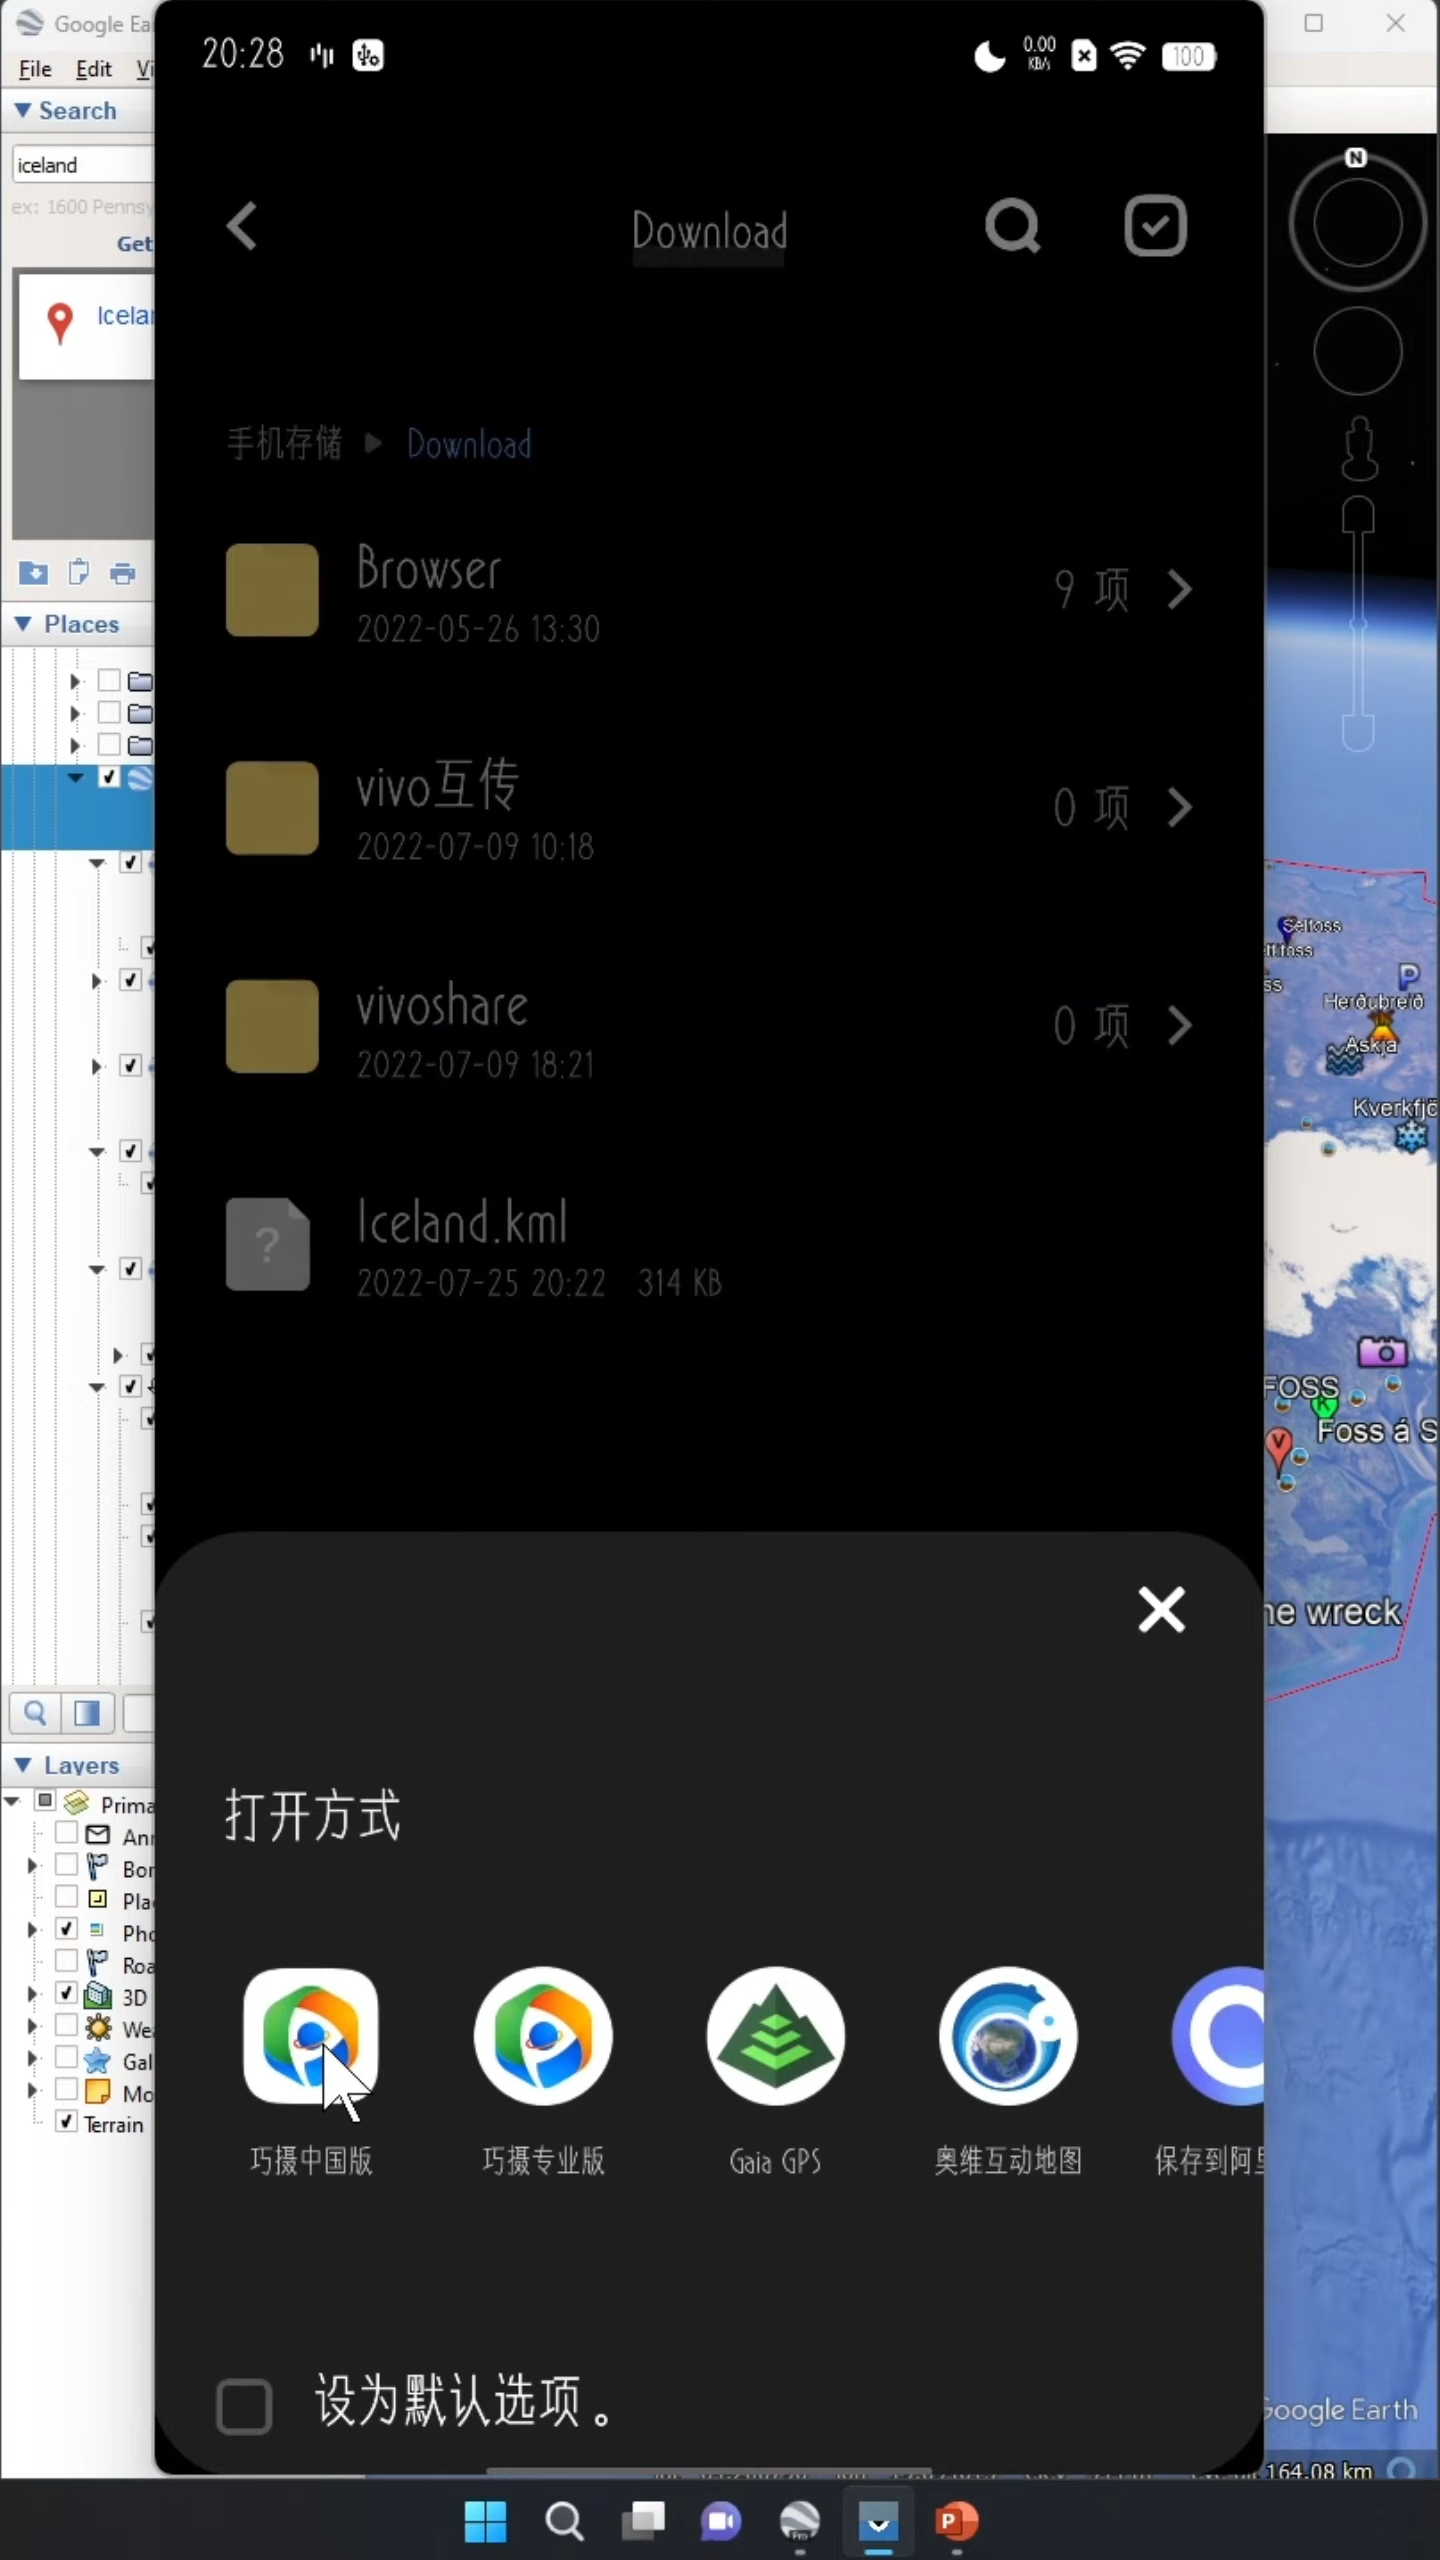 Google Ea
File Edit Vi
Search
iceland
ex: 1600 Pennsy
Get
Icelan
Places
Layers
Prima
Ann
Bor
Plac
Pho
Roa
3D
Wea
Gal
Mo
Terrain
20:28
0.00
KB/s
100
Download
手机存储 Download
Browser
2022-05-26 13:30
9 项
vivo互传
2022-07-09 10:18
0 项
vivoshare
2022-07-09 18:21
0 项
?
Iceland.kml
2022-07-25 20:22 314 KB
打开方式
巧摄中国版
巧摄专业版
Gaia GPS
奥维互动地图
保存到阿里
设为默认选项。
N
Selfoss
P
Herðubreið
Askja
Kverkfjö
FOSS
K
Foss á S
V
ne wreck
Google Earth
164.08 km
Pro
P